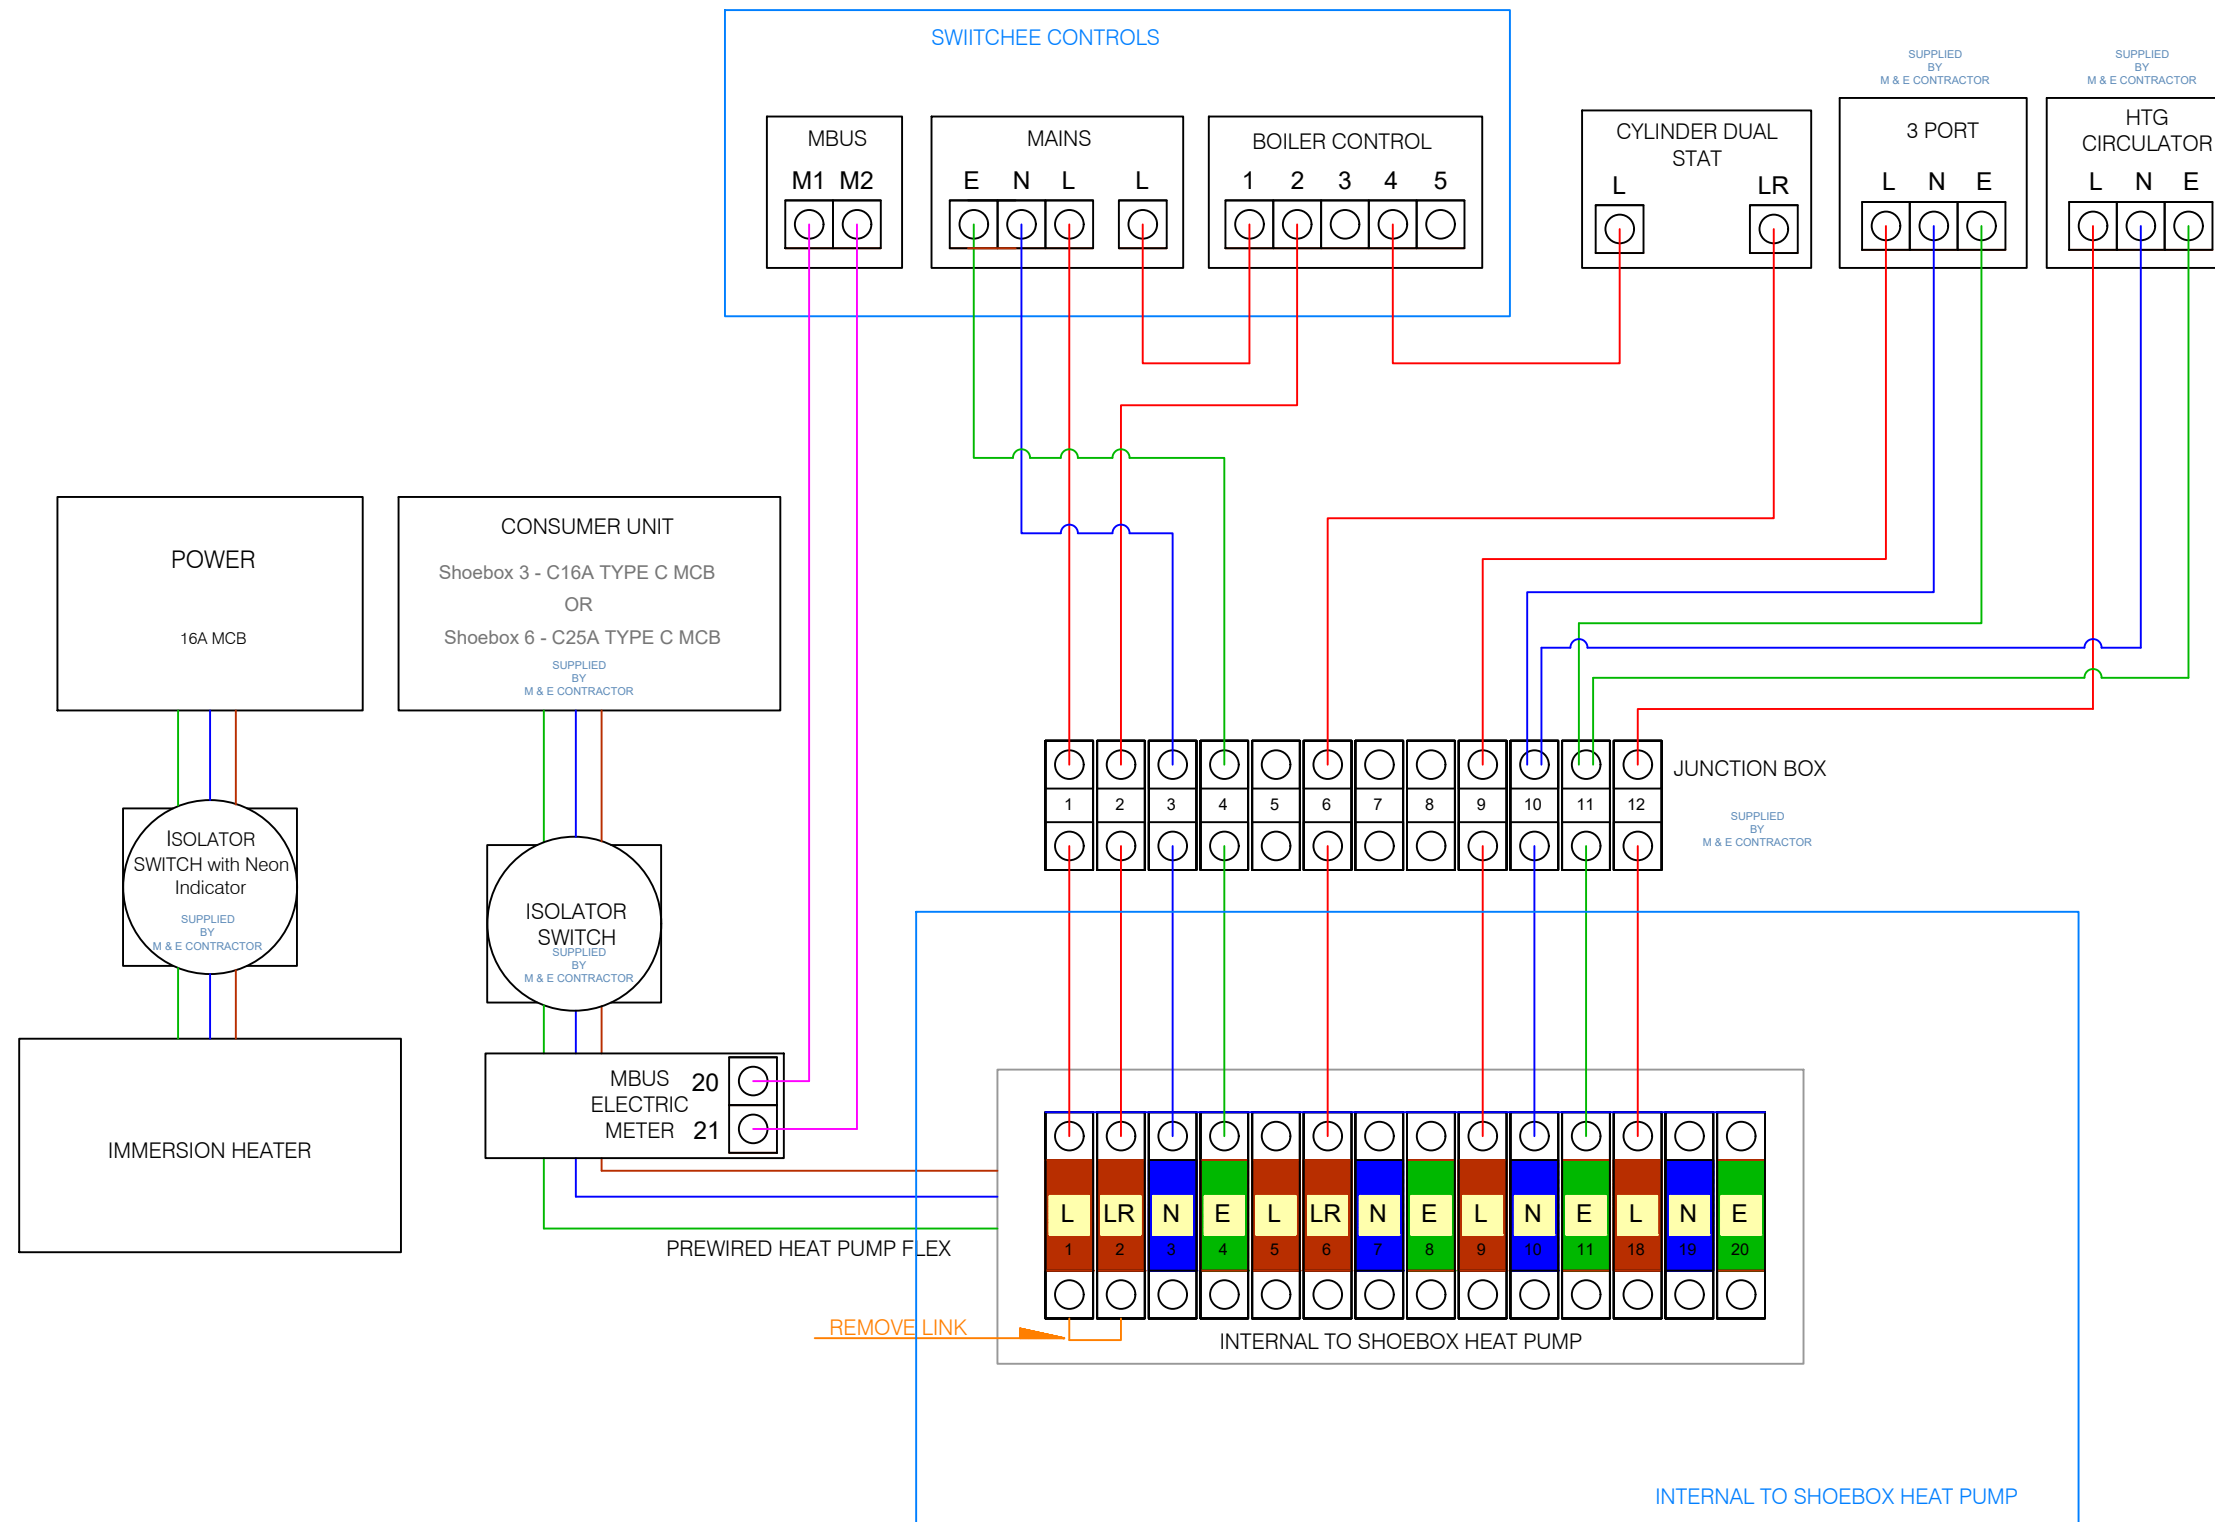 SWIITCHEE CONTROLS
MBUS
M1 M2
MAINS
E N L L
BOILER CONTROL
1 2 3 4 5
CYLINDER DUAL
STAT
L LR
SUPPLIED
BY
M & E CONTRACTOR
3 PORT
L N E
SUPPLIED
BY
M & E CONTRACTOR
HTG
CIRCULATOR
L N E
POWER
16A MCB
CONSUMER UNIT
Shoebox 3 - C16A TYPE C MCB
OR
Shoebox 6 - C25A TYPE C MCB
SUPPLIED
BY
M & E CONTRACTOR
ISOLATOR
SWITCH with Neon
Indicator
SUPPLIED
BY
M & E CONTRACTOR
ISOLATOR
SWITCH
SUPPLIED
BY
M & E CONTRACTOR
1 2 3 4 5 6 7 8 9 10 11 12
JUNCTION BOX
SUPPLIED
BY
M & E CONTRACTOR
IMMERSION HEATER
MBUS 20
ELECTRIC
METER 21
PREWIRED HEAT PUMP FLEX
L LR N E L LR N E L N E L N E
1 2 3 4 5 6 7 8 9 10 11 18 19 20
REMOVE LINK
INTERNAL TO SHOEBOX HEAT PUMP
INTERNAL TO SHOEBOX HEAT PUMP